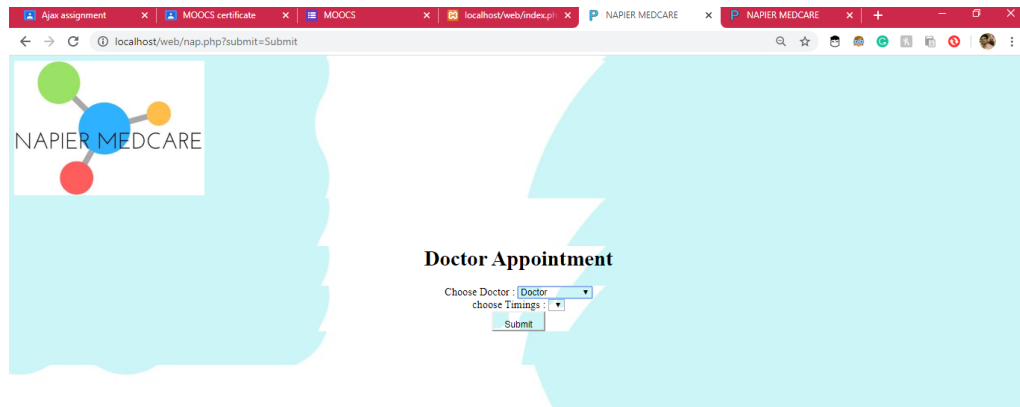 Ajax assignment
MOOCS certificate
MOOCS
localhost/web/index.ph
NAPIER MEDCARE
NAPIER MEDCARE
localhost/web/nap.php?submit=Submit
NAPIER MEDCARE
Doctor Appointment
Choose Doctor : Doctor
choose Timings :
Submit